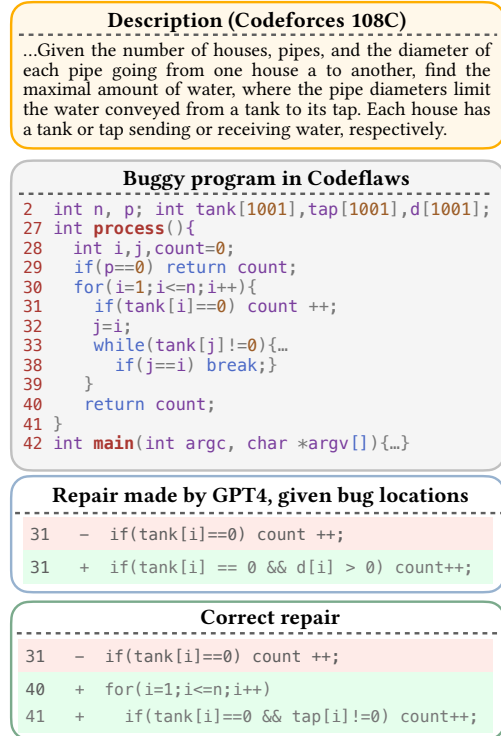 Description (Codeforces 108C)
...Given the number of houses, pipes, and the diameter of
each pipe going from one house a to another, find the
maximal amount of water, where the pipe diameters limit
the water conveyed from a tank to its tap. Each house has
a tank or tap sending or receiving water, respectively.
Buggy program in Codeflaws
2 int n, p; int tank[1001],tap[1001],d[1001];
27 int process(){
28 int i,j,count=0;
29 if(p==0) return count;
30 for(i=1;i<=n;i++){
31 if(tank[i]==0) count ++;
32 j=i;
33 while(tank[j]!=0){…
38 if(j==i) break;}
39 }
40 return count;
41 }
42 int main(int argc, char *argv[]){…}
Repair made by GPT4, given bug locations
31 - if(tank[i]==0) count ++;
31 + if(tank[i] == 0 && d[i] > 0) count++;
Correct repair
31 - if(tank[i]==0) count ++;
40 + for(i=1;i<=n;i++)
41 + if(tank[i]==0 && tap[i]!=0) count++;